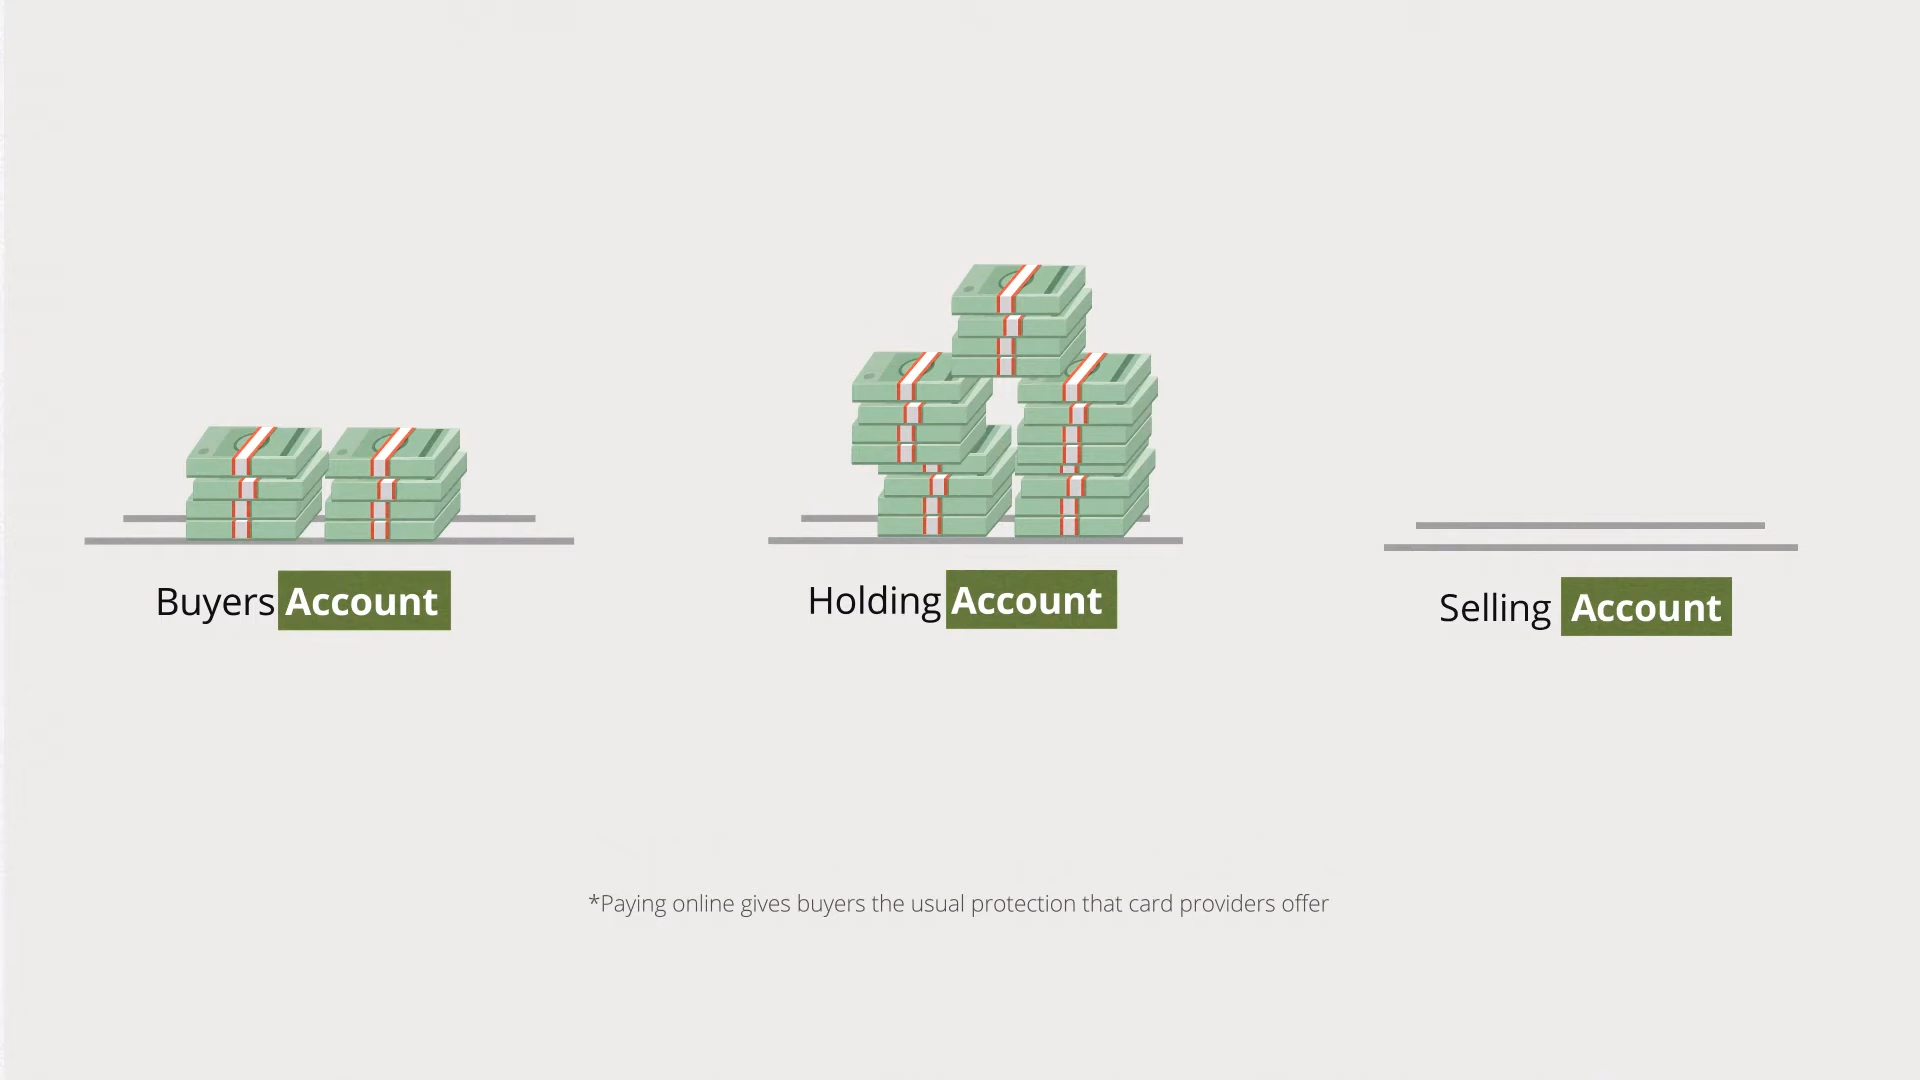 Buyers Account
Holding Account
Selling Account
*Paying online gives buyers the usual protection that card providers offer